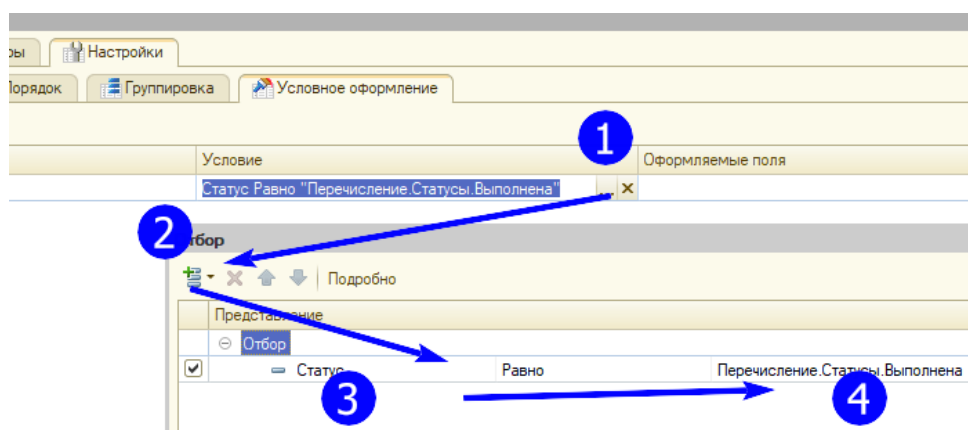 ры Настройки
Порядок Группировка Условное оформление
1
Условие Оформляемые поля
Статус Равно "Перечисление.Статусы.Выполнена" ... ×
2 Отбор
Подробно
Представление
Отбор
Статус Равно Перечисление.Статусы.Выполнена
3 4